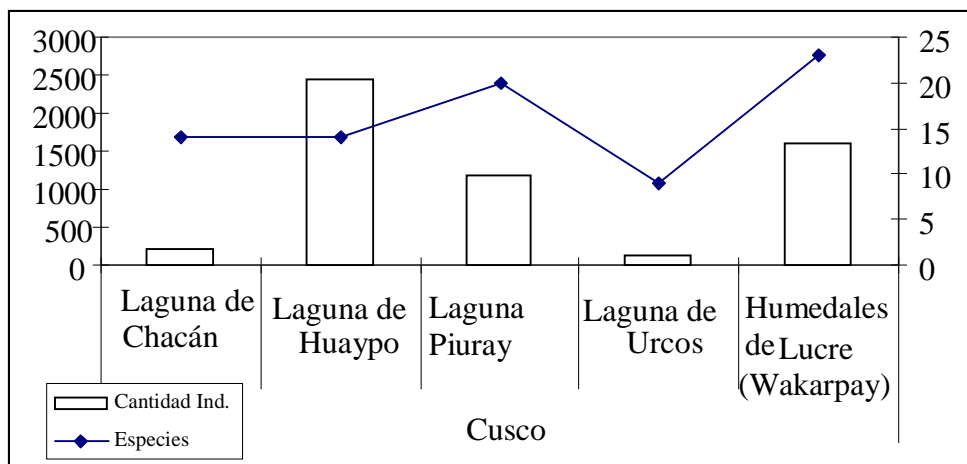 3000
2500
2000
1500
1000
500
0
25
20
15
10
5
0
Laguna de
Chacán
Laguna de
Huaypo
Laguna
Piuray
Laguna de
Urcos
Humedales
de Lucre
(Wakarpay)
Cantidad Ind.
Especies
Cusco